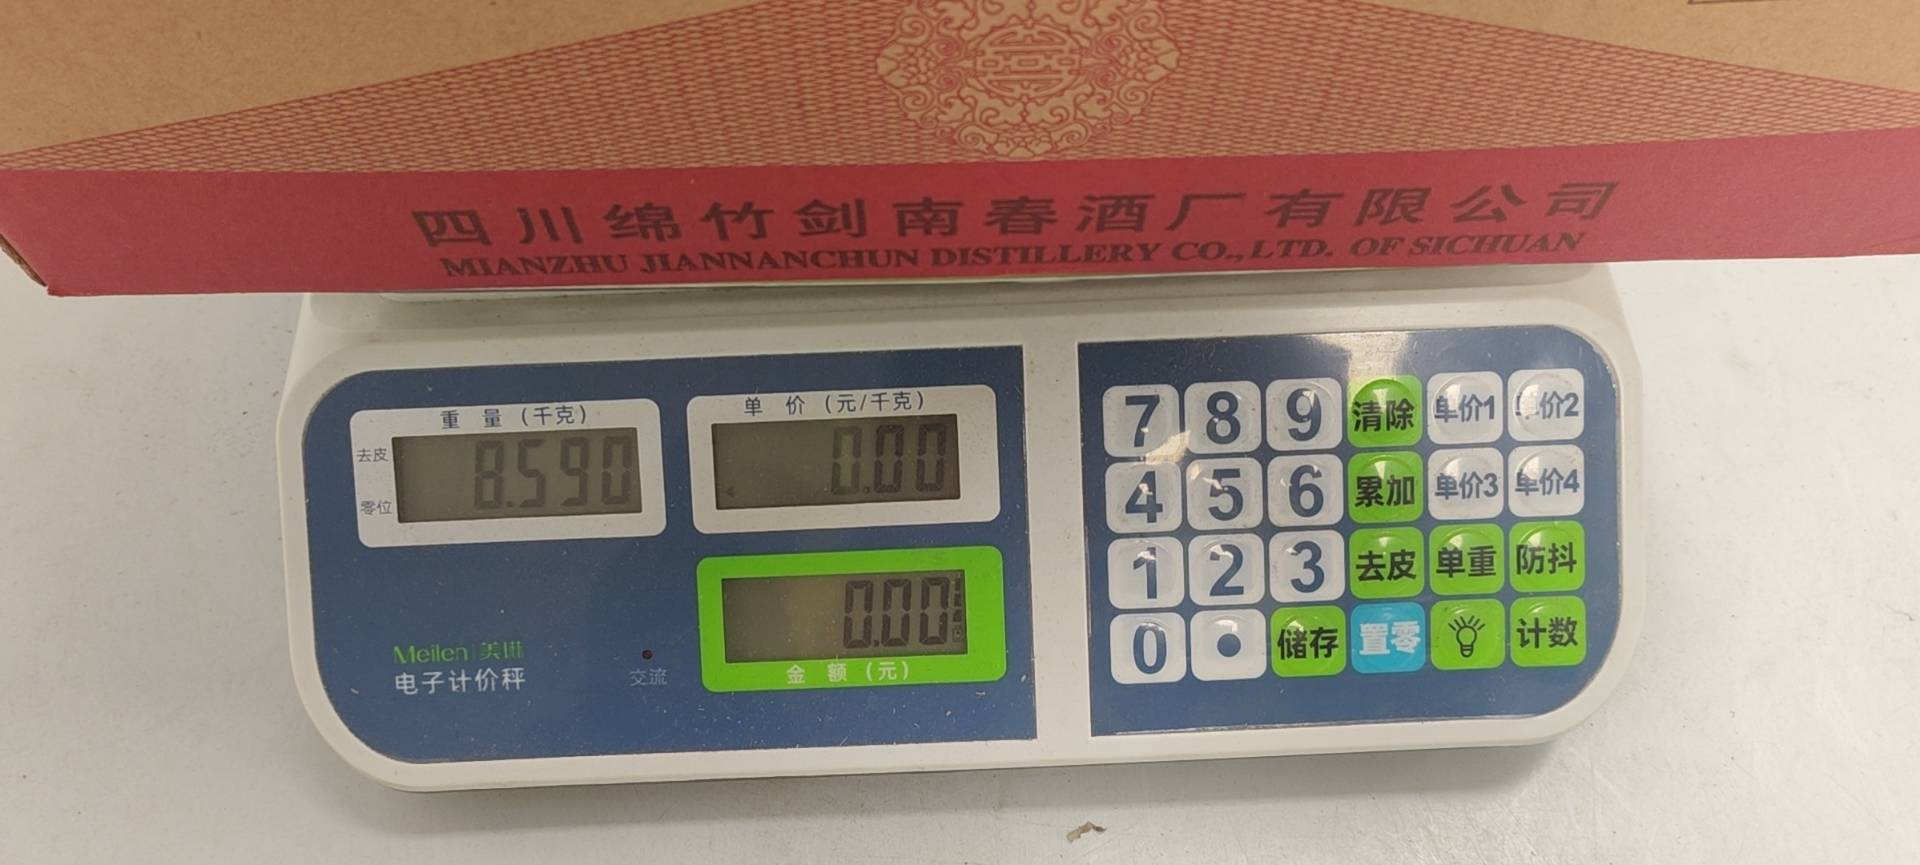 四川绵竹剑南春酒厂有限公司
MIANZHU JIANNANCHUN DISTILLERY CO.,LTD. OF SICHUAN
重量(千克)
去皮
零位
8.590
单价(元/千克)
0.00
0.00
金额(元)
Meilen 美琳
电子计价秤
交流
7 8 9 清除 单价1 单价2
4 5 6 累加 单价3 单价4
1 2 3 去皮 单重 防抖
0 . 储存 置零 计数